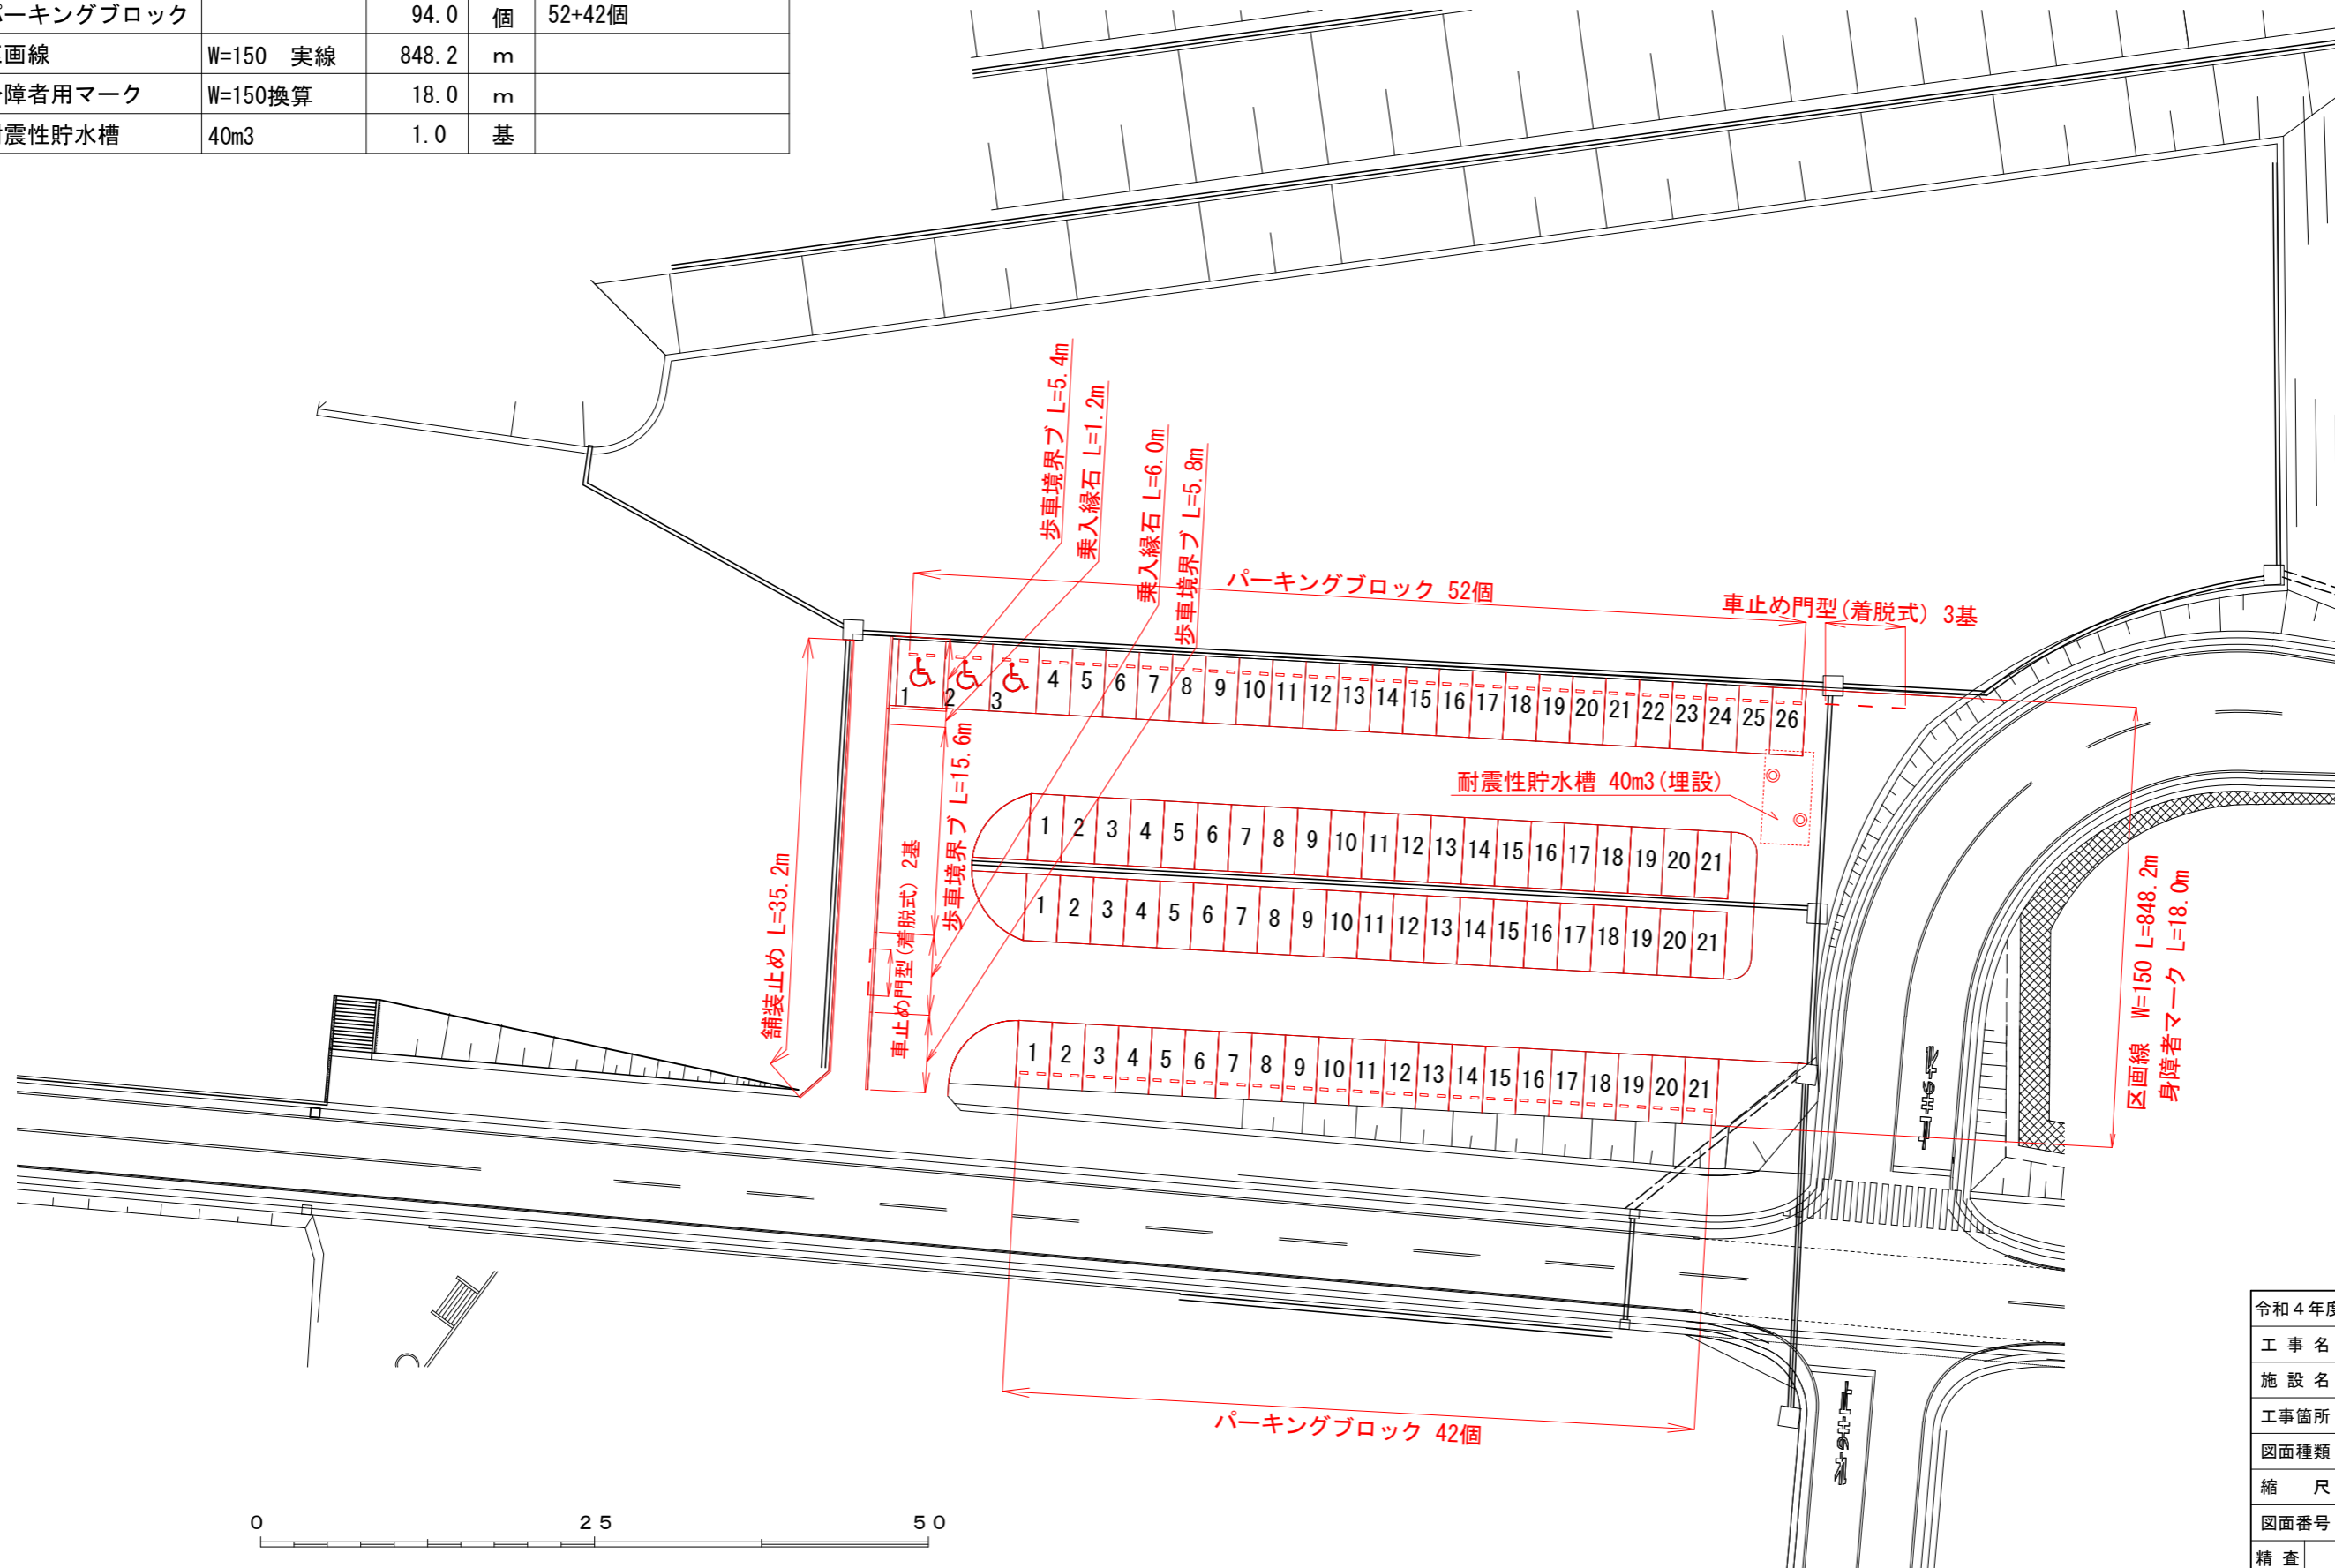 パーキングブロック 94.0 個 52+42個
区画線 W=150 実線 848.2 m
身障者用マーク W=150換算 18.0 m
耐震性貯水槽 40m3 1.0 基
歩車境界ブ L=5.4m
乗入縁石 L=1.2m
乗入縁石 L=6.0m
歩車境界ブ L=5.8m
パーキングブロック 52個
車止め門型(着脱式) 3基
1 2 3 4 5 6 7 8 9 10 11 12 13 14 15 16 17 18 19 20 21 22 23 24 25 26
歩車境界ブ L=15.6m
耐震性貯水槽 40m3(埋設)
1 2 3 4 5 6 7 8 9 10 11 12 13 14 15 16 17 18 19 20 21
舗装止め L=35.2m
車止め門型(着脱式) 2基
1 2 3 4 5 6 7 8 9 10 11 12 13 14 15 16 17 18 19 20 21
区画線 W=150 L=848.2m
身障者マーク L=18.0m
1 2 3 4 5 6 7 8 9 10 11 12 13 14 15 16 17 18 19 20 21
止まれ
止まれ
パーキングブロック 42個
0 25 50
令和4年度
工事名
施設名
工事箇所
図面種類
縮尺
図面番号
精査